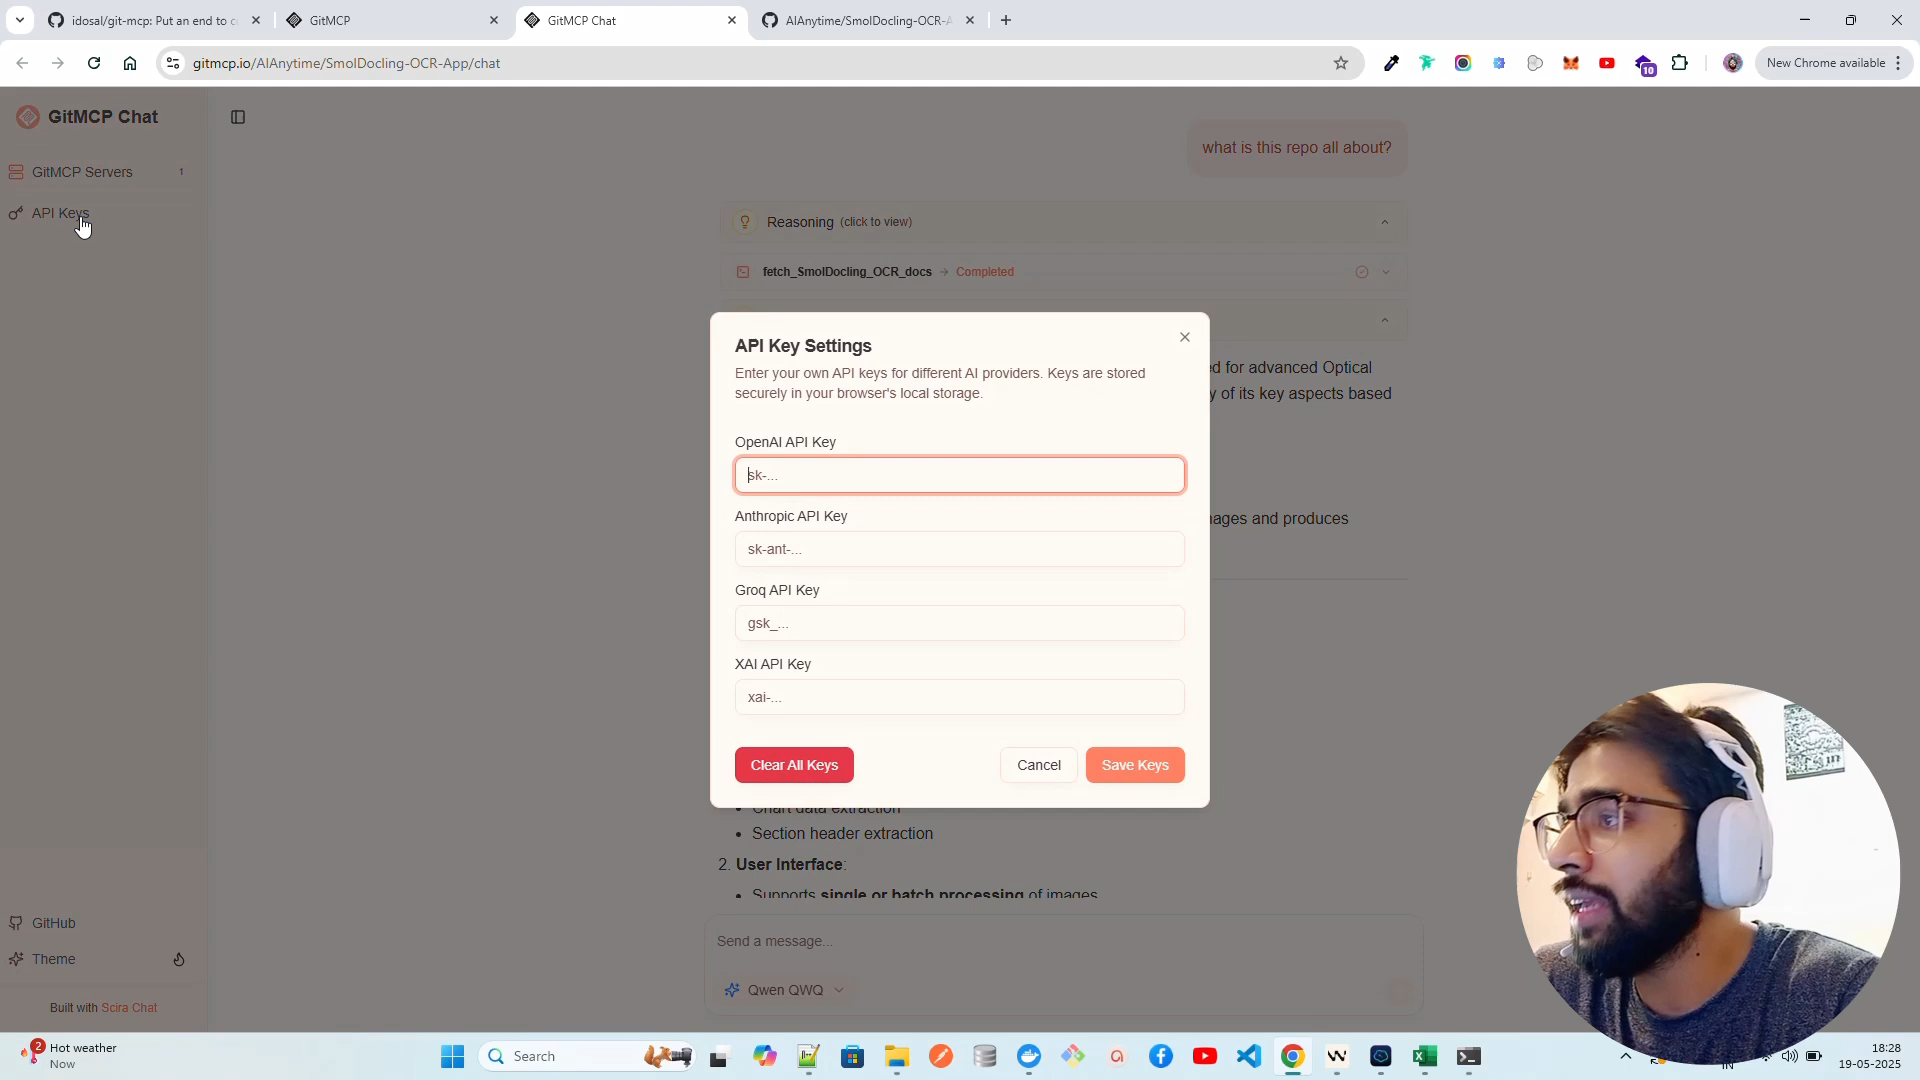 idosal/git-mcp: Put an end to c
GitMCP
GitMCP Chat
AIAnytime/SmolDocling-OCR-A
gitmcp.io/AIAnytime/SmolDocling-OCR-App/chat
10
New Chrome available
GitMCP Chat
GitMCP Servers 1
API Keys
what is this repo all about?
Reasoning (click to view)
fetch_SmolDocling_OCR_docs → Completed
API Key Settings
Enter your own API keys for different AI providers. Keys are stored
securely in your browser's local storage.
ed for advanced Optical
y of its key aspects based
OpenAI API Key
sk-...
Anthropic API Key
sk-ant-...
ages and produces
Groq API Key
gsk_...
XAI API Key
xai-...
Clear All Keys
Cancel
Save Keys
Chart data extraction
• Section header extraction
2. User Interface:
• Supports single or batch processing of images
Send a message...
Qwen QWQ
GitHub
Theme
Built with Scira Chat
2
Hot weather
Now
Search
IN
18:28
19-05-2025